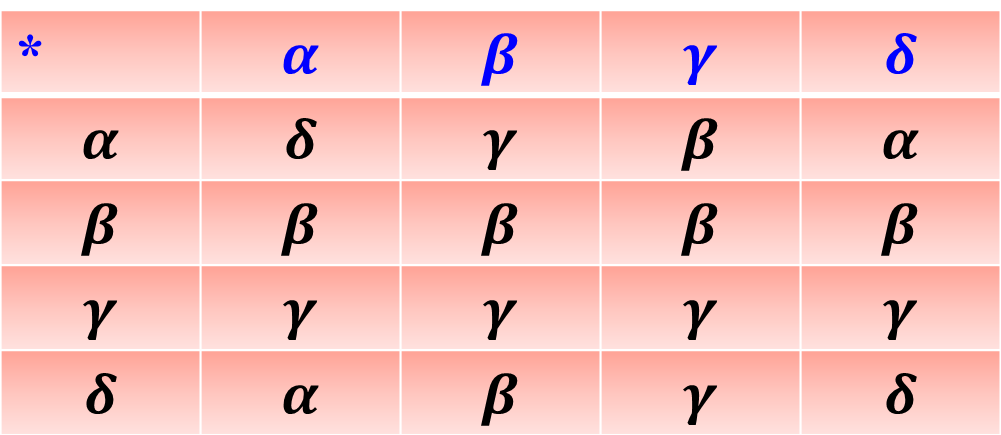 * α β γ δ
α δ γ β α
β β β β β
γ γ γ γ γ
δ α β γ δ